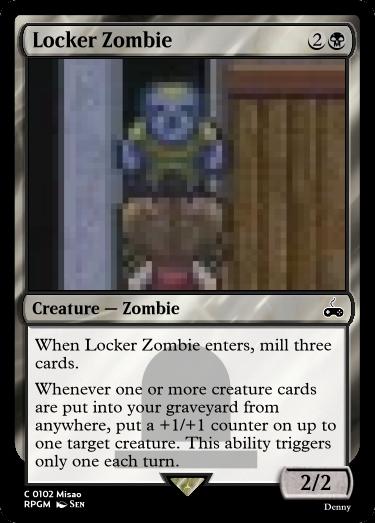 Locker Zombie 2
Creature — Zombie
When Locker Zombie enters, mill three
cards.
Whenever one or more creature cards
are put into your graveyard from
anywhere, put a +1/+1 counter on up to
one target creature. This ability triggers
only one each turn.
2/2
C 0102 Misao
RPGM SEN
Denny